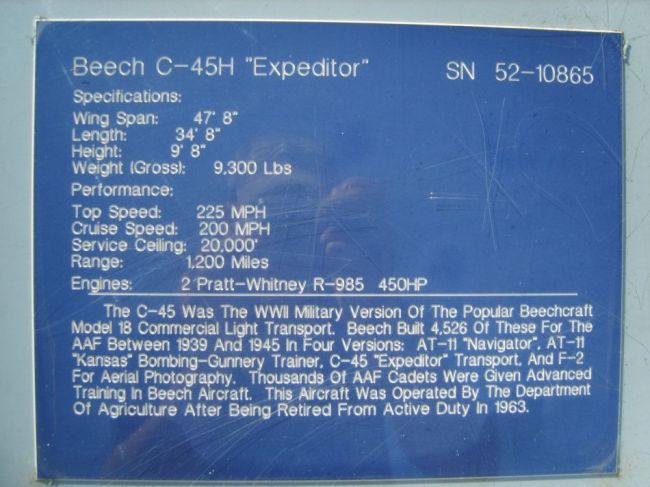 Beech C-45H "Expeditor" SN 52-10865
Specifications:
Wing Span: 47' 8"
Length: 34' 8"
Height: 9' 8"
Weight (Gross): 9,300 Lbs
Performance:
Top Speed: 225 MPH
Cruise Speed: 200 MPH
Service Ceiling: 20,000'
Range: 1,200 Miles
Engines: 2 Pratt-Whitney R-985 450HP
The C-45 Was The WWII Military Version Of The Popular Beechcraft
Model 18 Commercial Light Transport. Beech Built 4,526 Of These For The
AAF Between 1939 And 1945 In Four Versions: AT-11 "Navigator", AT-11
"Kansas" Bombing-Gunnery Trainer, C-45 "Expeditor" Transport, And F-2
For Aerial Photography. Thousands Of AAF Cadets Were Given Advanced
Training In Beech Aircraft. This Aircraft Was Operated By The Department
Of Agriculture After Being Retired From Active Duty In 1963.